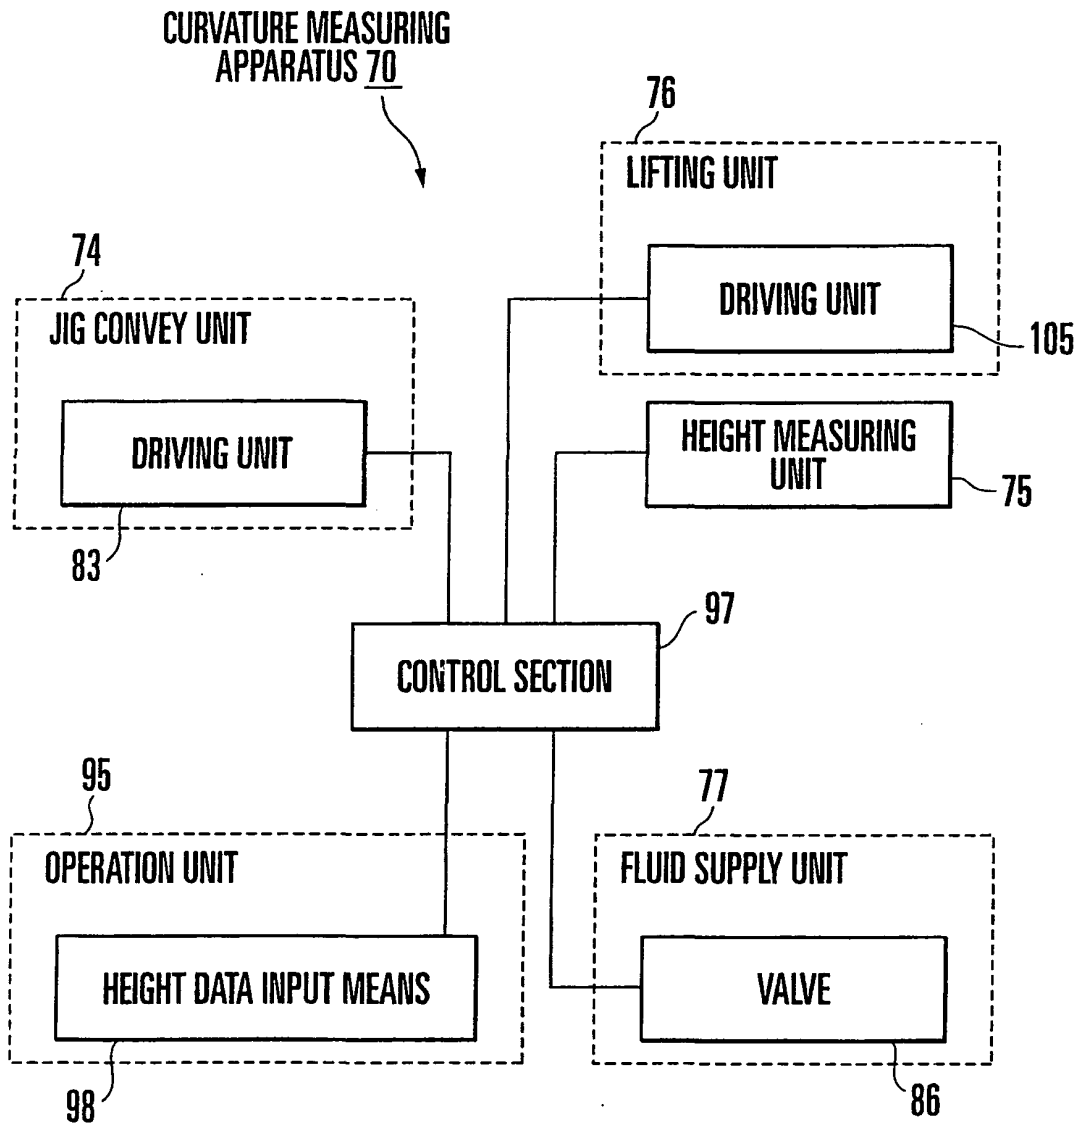 CURVATURE MEASURING
APPARATUS 70
76
LIFTING UNIT
DRIVING UNIT
105
74
JIG CONVEY UNIT
DRIVING UNIT
83
HEIGHT MEASURING
UNIT
75
97
CONTROL SECTION
95
OPERATION UNIT
HEIGHT DATA INPUT MEANS
98
77
FLUID SUPPLY UNIT
VALVE
86